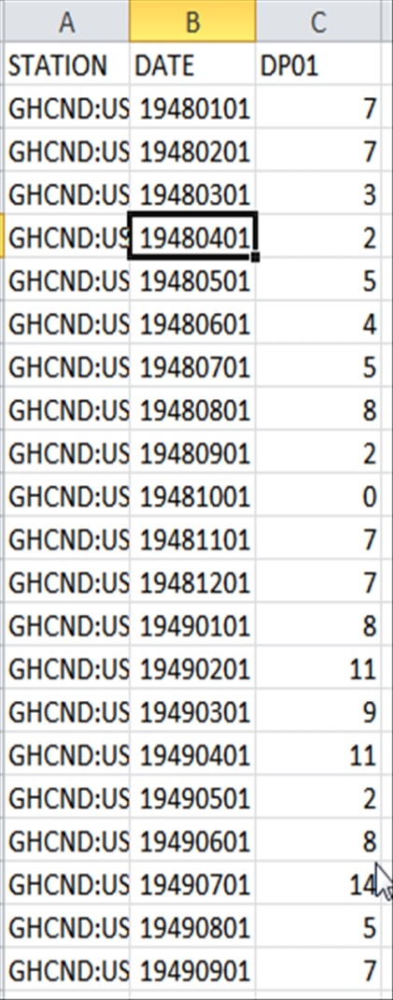 A B C
STATION DATE DP01
GHCND:US 19480101 7
GHCND:US 19480201 7
GHCND:US 19480301 3
GHCND:US 19480401 2
GHCND:US 19480501 5
GHCND:US 19480601 4
GHCND:US 19480701 5
GHCND:US 19480801 8
GHCND:US 19480901 2
GHCND:US 19481001 0
GHCND:US 19481101 7
GHCND:US 19481201 7
GHCND:US 19490101 8
GHCND:US 19490201 11
GHCND:US 19490301 9
GHCND:US 19490401 11
GHCND:US 19490501 2
GHCND:US 19490601 8
GHCND:US 19490701 14
GHCND:US 19490801 5
GHCND:US 19490901 7